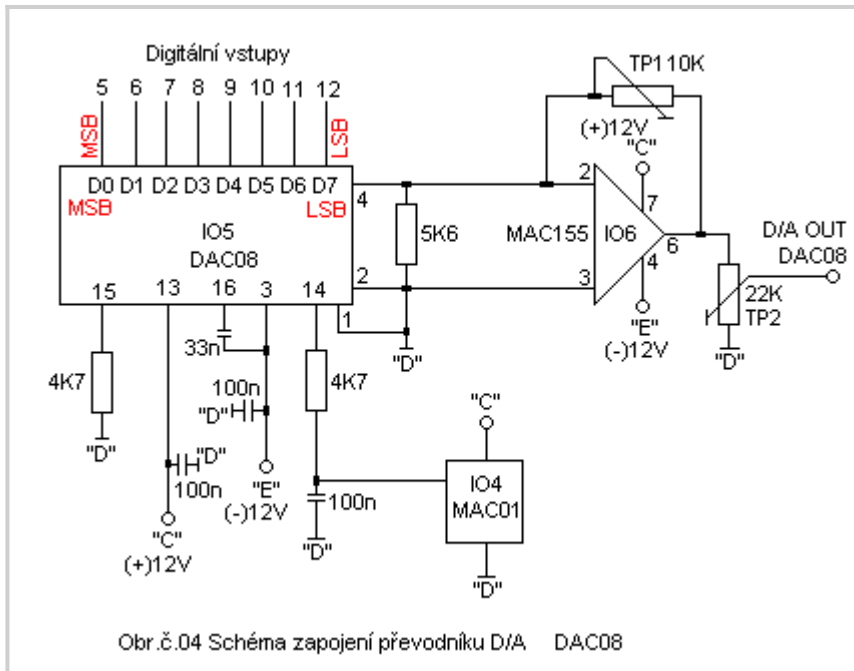 Digitální vstupy
5 6 7 8 9 10 11 12
MSB LSB
D0 D1 D2 D3 D4 D5 D6 D7
MSB LSB
IO5
DAC08
4
2
1
15 13 16 3 14
5K6
TP1 10K
(+)12V
"C"
2
7
MAC155 IO6
6
3
4
"E"
(-)12V
D/A OUT
DAC08
22K
TP2
"D"
"D"
33n
4K7
"D"
100n
"D"
"D"
100n
"C"
(+)12V
"E"
(-)12V
4K7
100n
"D"
"C"
IO4
MAC01
"D"
Obr.č.04 Schéma zapojení převodníku D/A DAC08